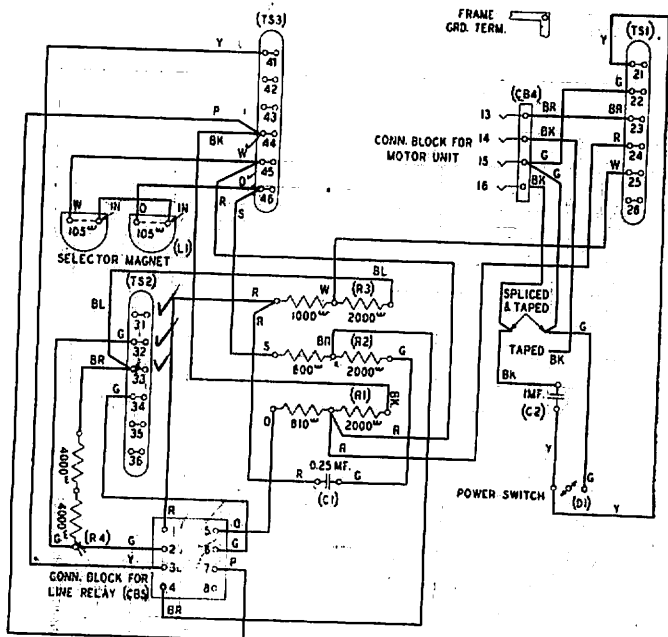 (TS3)
FRAME
GRD. TERM.
(TS1)
Y
41
42
43
44
45
46
P
BK
W
O
R
S
Y
21
G
22
BR
23
R
24
W
25
26
(CB4)
13
BR
14
BK
15
G
16
BK
G
CONN. BLOCK FOR
MOTOR UNIT
W
IN
O
IN
105ω
105ω
SELECTOR MAGNET (L1)
(TS2)
BL
BL
31
G
32
BR
33
G
34
35
36
R
W
(R3)
1000ω
2000ω
R
S
BR
(R2)
G
800ω
2000ω
(R1)
BK
O
810ω
2000ω
R
R
0.25 MF.
R
G
(C1)
SPLICED
& TAPED
G
TAPED
BK
BK
1MF.
(C2)
Y
G
POWER SWITCH
(D1)
Y
4000ω
4000ω
G
(R4)
G
Y
R
1
5
O
2
6
G
3
7
P
4
8
BR
CONN. BLOCK FOR
LINE RELAY (CB5)